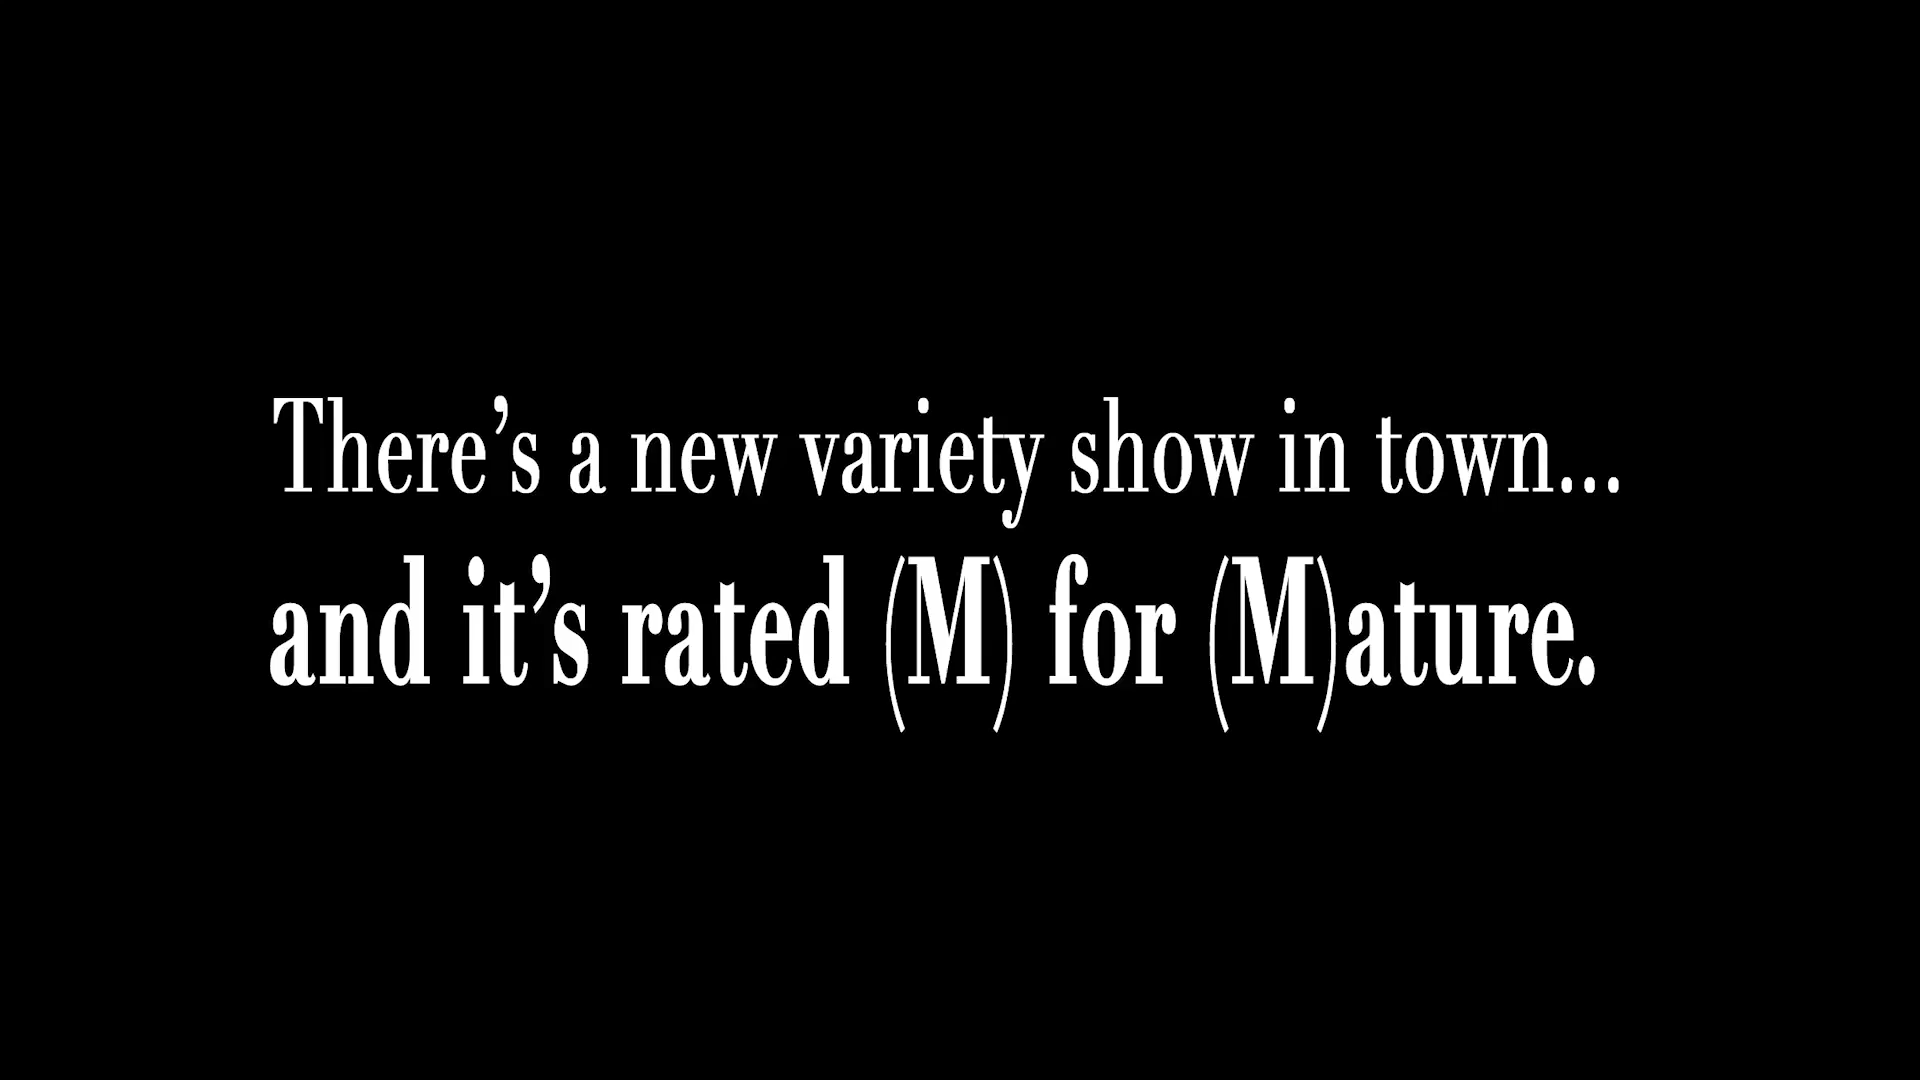 There’s a new variety show in town...
and it’s rated (M) for (M)ature.